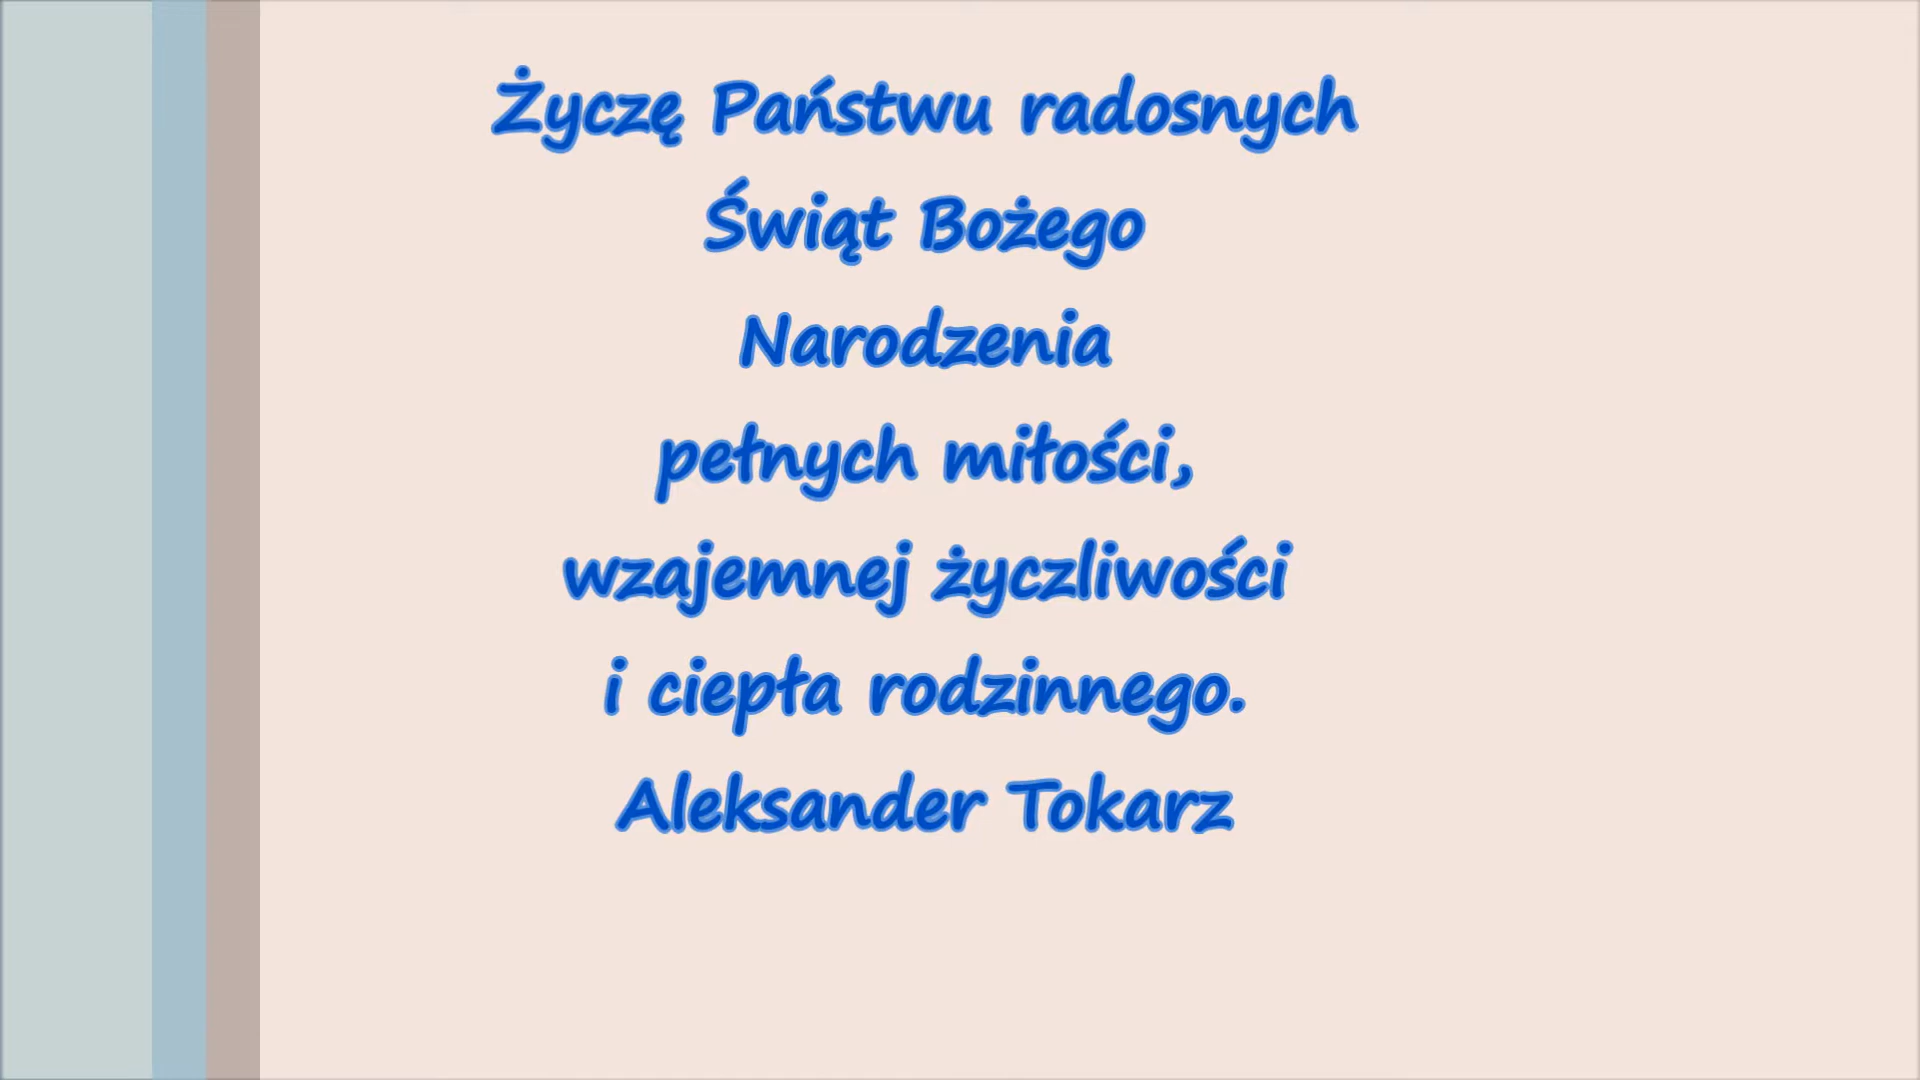 Życzę Państwu radosnych
Świąt Bożego
Narodzenia
pełnych miłości,
wzajemnej życzliwości
i ciepła rodzinnego.
Aleksander Tokarz